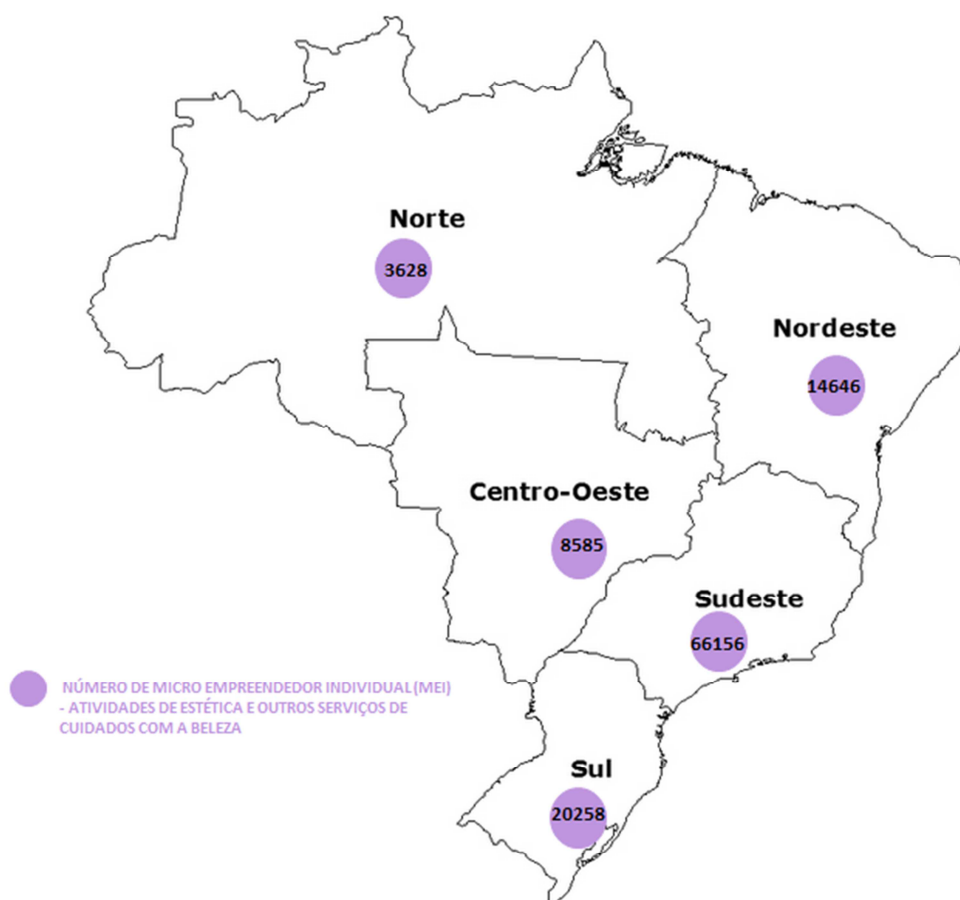 Norte
3628
Nordeste
14646
Centro-Oeste
8585
Sudeste
66156
NÚMERO DE MICRO EMPREENDEDOR INDIVIDUAL (MEI)
- ATIVIDADES DE ESTÉTICA E OUTROS SERVIÇOS DE
CUIDADOS COM A BELEZA
Sul
20258